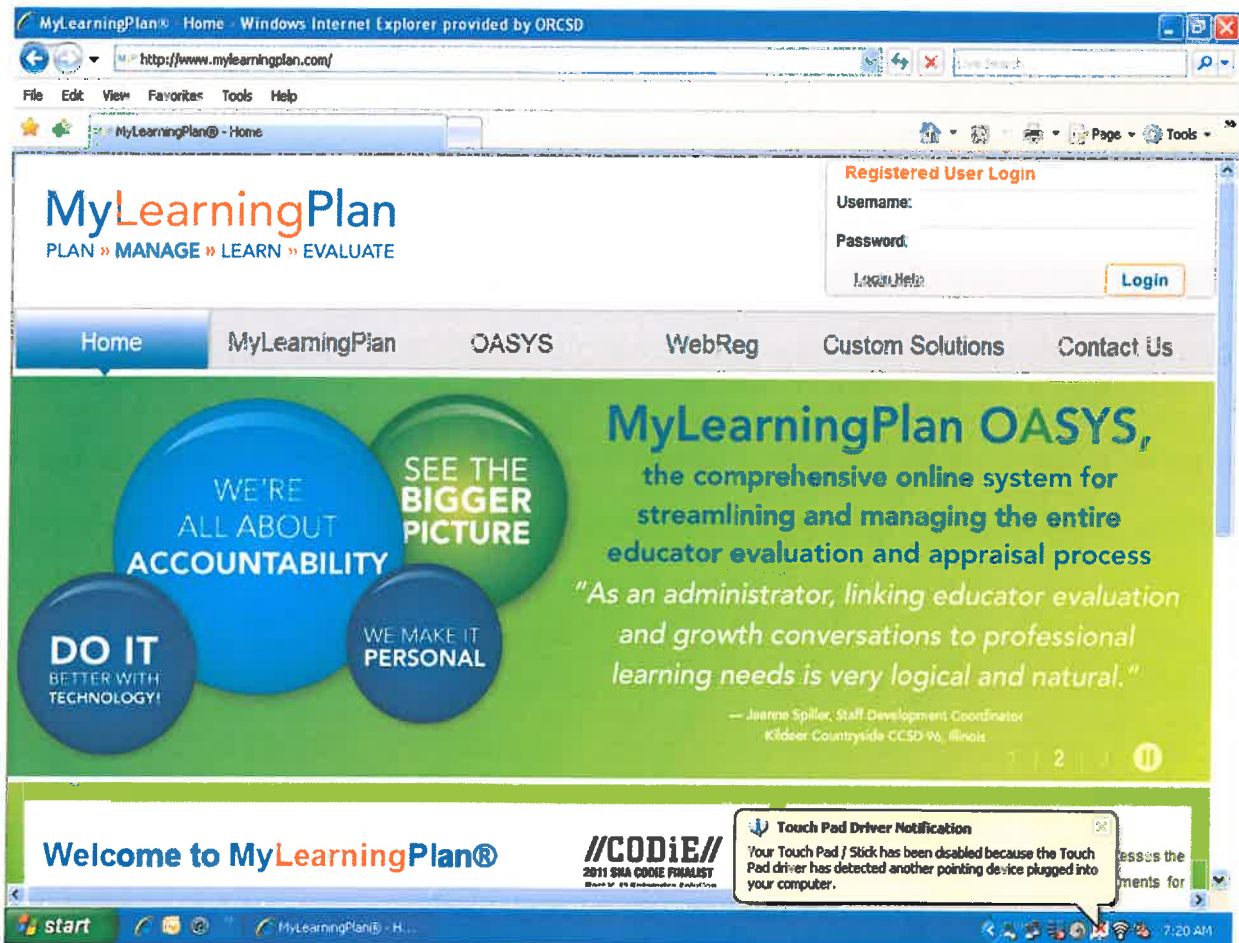 MyLearningPlan® - Home - Windows Internet Explorer provided by ORCSD
http://www.mylearningplan.com/
File Edit View Favorites Tools Help
MyLearningPlan® - Home
Page Tools
Registered User Login
MyLearningPlan
Username:
Password:
PLAN » MANAGE » LEARN » EVALUATE
Login Help
Login
Home MyLearningPlan OASYS WebReg Custom Solutions Contact Us
WE'RE
ALL ABOUT
ACCOUNTABILITY
SEE THE
BIGGER
PICTURE
DO IT
BETTER WITH
TECHNOLOGY!
WE MAKE IT
PERSONAL
MyLearningPlan OASYS,
the comprehensive online system for
streamlining and managing the entire
educator evaluation and appraisal process
"As an administrator, linking educator evaluation
and growth conversations to professional
learning needs is very logical and natural."
— Jeanne Spiller, Staff Development Coordinator
Kildeer Countryside CCSD 96, Illinois
2
Welcome to MyLearningPlan®
//CODiE//
2011 SIIA CODIE FINALIST
Touch Pad Driver Notification
Your Touch Pad / Stick has been disabled because the Touch
Pad driver has detected another pointing device plugged into
your computer.
esses the
ments for
start
MyLearningPlan® - H...
7:20 AM